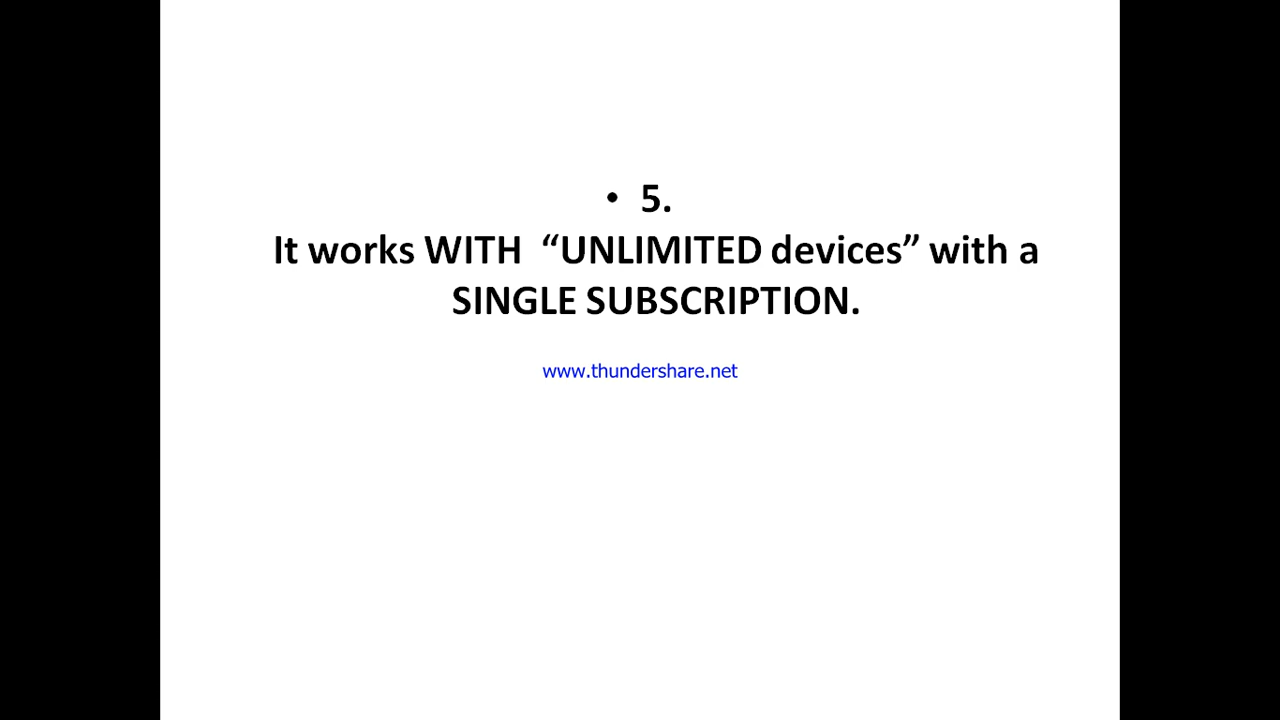 • 5.
It works WITH  “UNLIMITED devices” with a
SINGLE SUBSCRIPTION.
www.thundershare.net